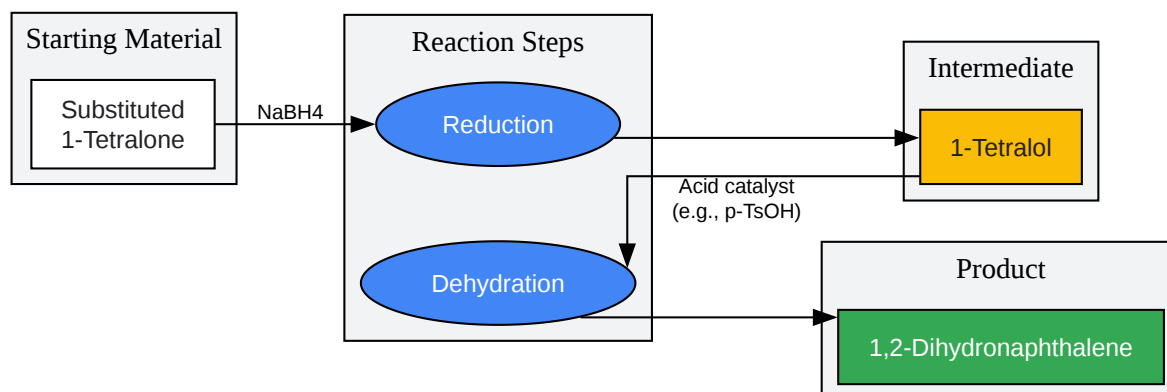 Starting Material
Substituted
1-Tetralone
NaBH4
Reaction Steps
Reduction
Intermediate
1-Tetralol
Acid catalyst
(e.g., p-TsOH)
Dehydration
Product
1,2-Dihydronaphthalene